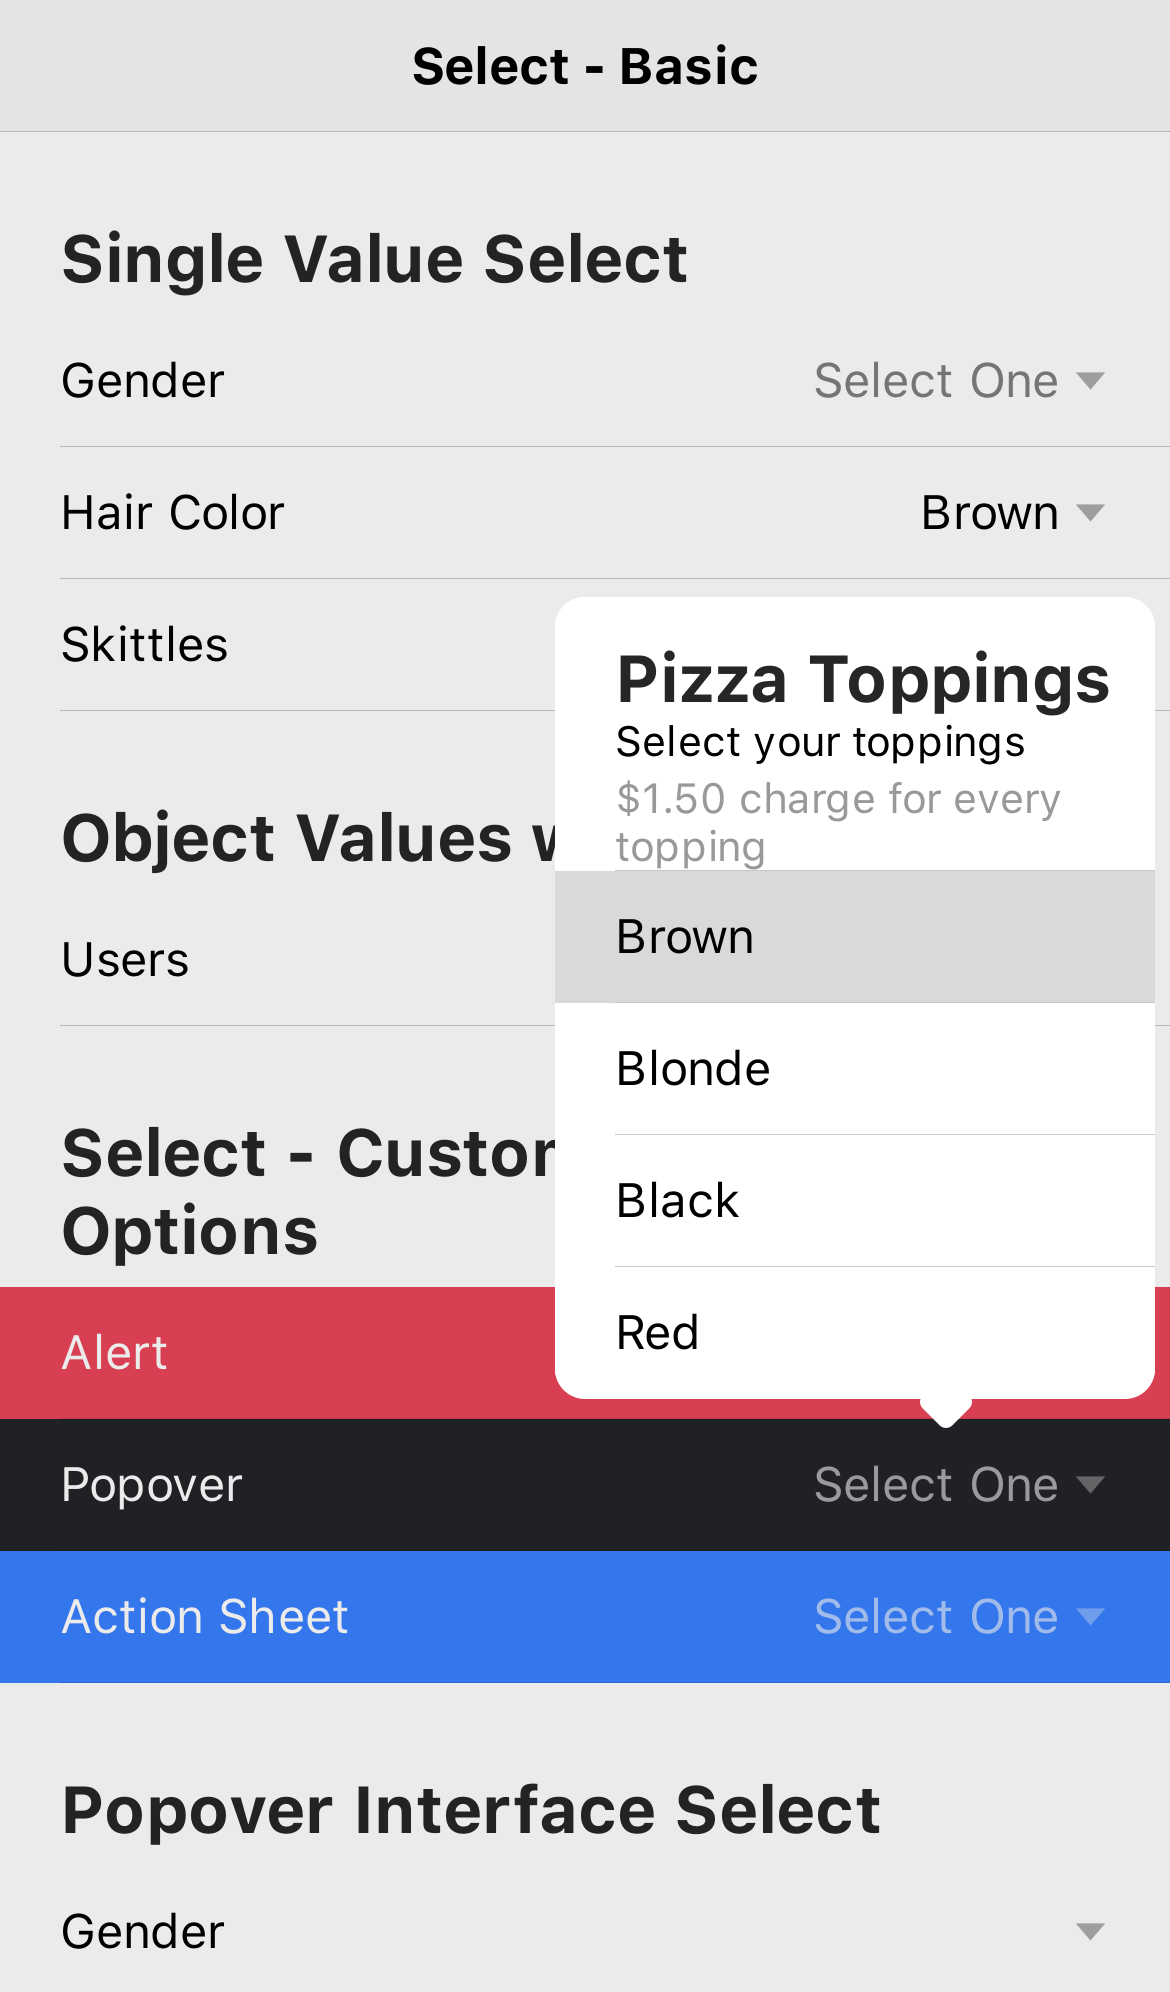 Select - Basic
Single Value Select
Gender Select One
Hair Color Brown
Skittles
Object Values
Users
Select - Custom
Options
Alert
Pizza Toppings
Select your toppings
$1.50 charge for every
topping
Brown
Blonde
Black
Red
Popover Select One
Action Sheet Select One
Popover Interface Select
Gender